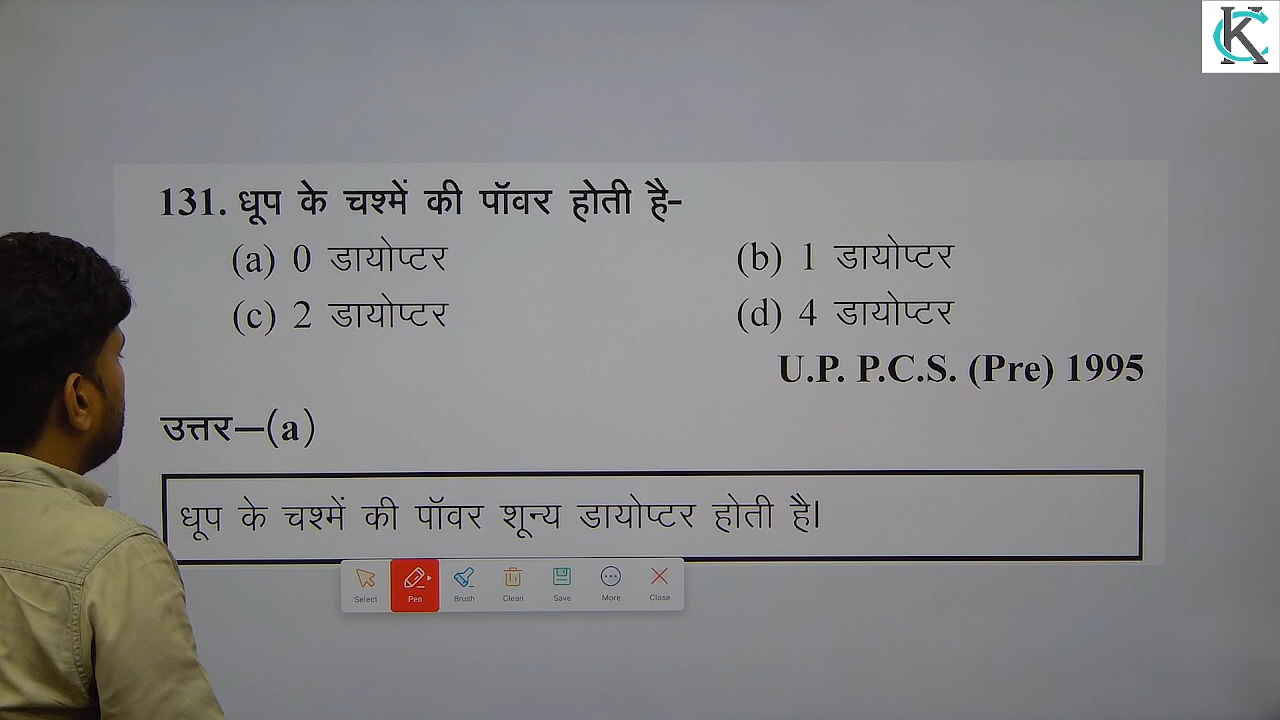 KC
131. धूप के चश्में की पॉवर होती है-
(a) 0 डायोप्टर (b) 1 डायोप्टर
(c) 2 डायोप्टर (d) 4 डायोप्टर
U.P. P.C.S. (Pre) 1995
उत्तर—(a)
धूप के चश्में की पॉवर शून्य डायोप्टर होती है।
Select Pen Brush Clean Save More Close